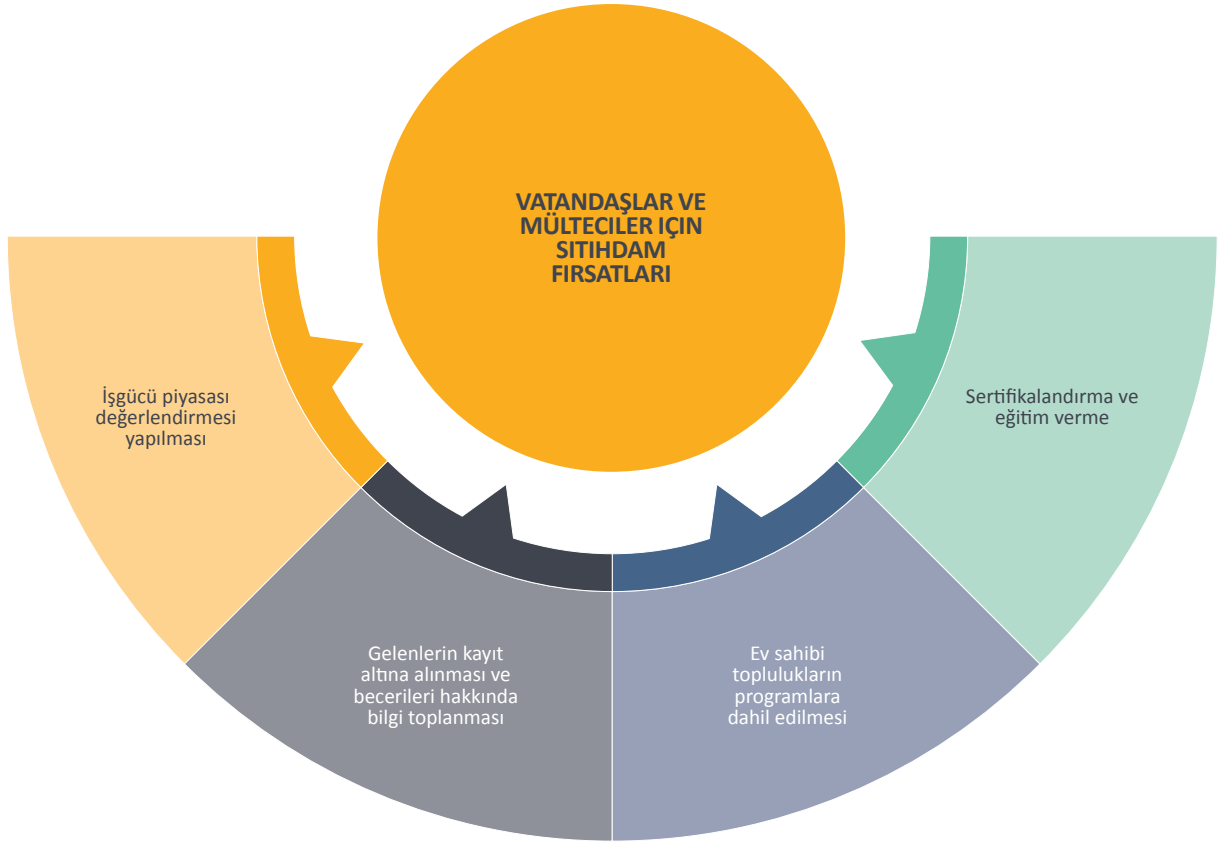 VATANDAŞLAR VE
MÜLTECILER IÇIN
SITIHDAM
FIRSATLARI
İşgücü piyasası
değerlendirmesi
yapılması
Gelenlerin kayıt
altına alınması ve
becerileri hakkında
bilgi toplanması
Ev sahibi
toplulukların
programlara
dahil edilmesi
Sertifikalandırma ve
eğitim verme